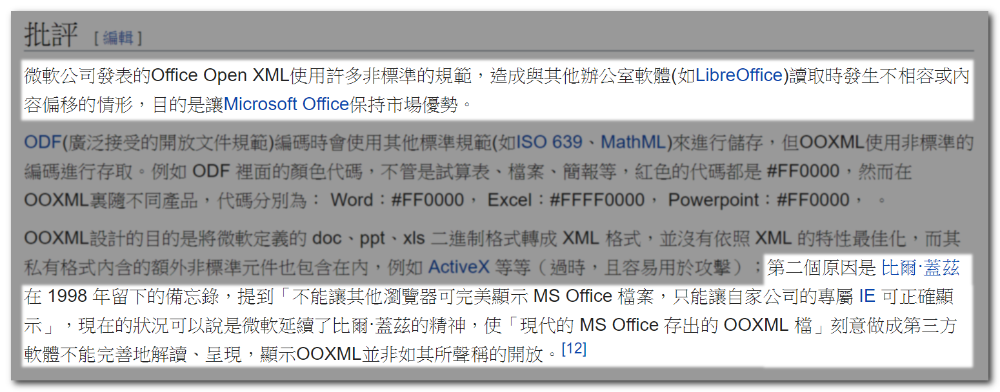 批評 [ 編輯 ]
微軟公司發表的Office Open XML使用許多非標準的規範，造成與其他辦公室軟體(如LibreOffice)讀取時發生不相容或內
容偏移的情形，目的是讓Microsoft Office保持市場優勢。
ODF(廣泛接受的開放文件規範)編碼時會使用其他標準規範(如ISO 639、MathML)來進行儲存，但OOXML使用非標準的
編碼進行存取。例如 ODF 裡面的顏色代碼，不管是試算表、檔案、簡報等，紅色的代碼都是 #FF0000，然而在
OOXML裏隨不同產品，代碼分別為： Word：#FF0000， Excel：#FFFF0000， Powerpoint：#FF0000， 。
OOXML設計的目的是將微軟定義的 doc、ppt、xls 二進制格式轉成 XML 格式，並沒有依照 XML 的特性最佳化，而其
私有格式內含的額外非標準元件也包含在內，例如 ActiveX 等等（過時，且容易用於攻擊）；第二個原因是 比爾·蓋茲
在 1998 年留下的備忘錄，提到「不能讓其他瀏覽器可完美顯示 MS Office 檔案，只能讓自家公司的專屬 IE 可正確顯
示」，現在的狀況可以說是微軟延續了比爾·蓋茲的精神，使「現代的 MS Office 存出的 OOXML 檔」刻意做成第三方
軟體不能完善地解讀、呈現，顯示OOXML並非如其所聲稱的開放。[12]